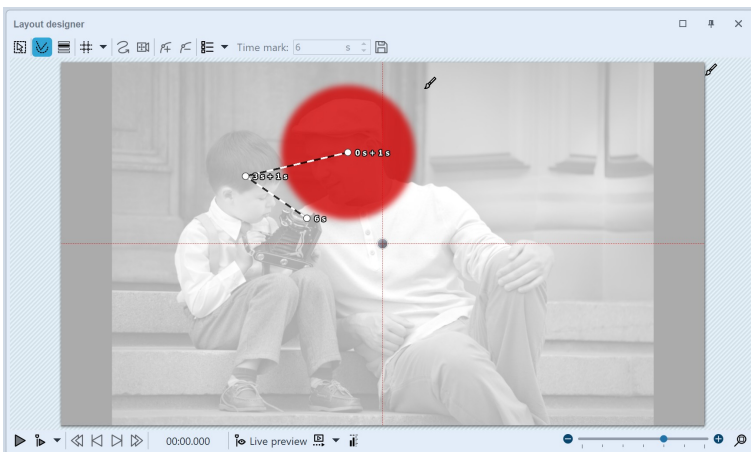 Layout designer
Time mark: 6 s
0 s + 1 s
3 s + 1 s
6 s
00:00.000
Live preview